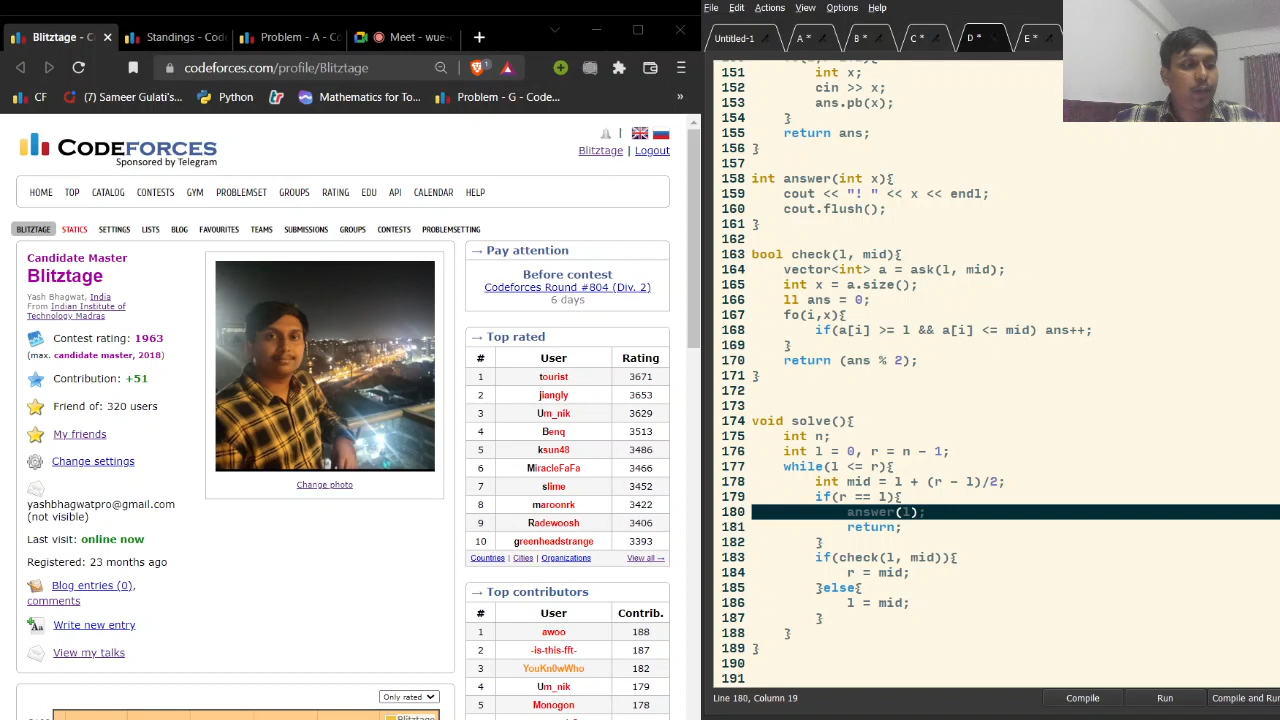 Blitztage - C
Standings - Cod
Problem - A - Co
Meet - wue-
codeforces.com/profile/Blitztage
CF
(7) Sanctor Gular's...
Python
Mathematics for To...
Problem - G - Code...
»
CODEFORCES
Sponsored by Telegram
Blitztage | Logout
HOME TOP CATALOG CONTESTS GYM PROBLEMSET GROUPS RATING EDU API CALENDAR HELP
BLITZTAGE STATICS SETTINGS LISTS BLOG FAVOURITES TEAMS SUBMISSIONS GROUPS CONTESTS PROBLEMSETTING
Candidate Master
Blitztage
Yash Bhagwat, India
From Indian Institute of
Technology Madras
Contest rating: 1963
(max. candidate master, 2018)
Contribution: +51
Friend of: 320 users
My friends
Change settings
yashbhagwatpro@gmail.com
(not visible)
Last visit: online now
Registered: 23 months ago
Blog entries (0),
comments
Write new entry
View my talks
Change photo
Only rated
Blitztage
→ Pay attention
Before contest
Codeforces Round #804 (Div. 2)
6 days
→ Top rated
# User Rating
1 tourist 3671
2 jiangly 3653
3 Um_nik 3629
4 Benq 3513
5 ksun48 3486
6 MiracleFaFa 3466
7 slime 3452
8 maroonrk 3422
9 Radewoosh 3406
10 greenheadstrange 3393
Countries | Cities | Organizations View all →
→ Top contributors
# User Contrib.
1 awoo 188
2 -is-this-fft- 187
3 YouKn0wWho 182
4 Um_nik 179
5 Monogon 178
File Edit Actions View Options Help
Untitled-1 A * B * C * D * E *
151 int x;
152 cin >> x;
153 ans.pb(x);
154 }
155 return ans;
156 }
157
158 int answer(int x){
159 cout << "! " << x << endl;
160 cout.flush();
161 }
162
163 bool check(l, mid){
164 vector<int> a = ask(l, mid);
165 int x = a.size();
166 ll ans = 0;
167 fo(i,x){
168 if(a[i] >= l && a[i] <= mid) ans++;
169 }
170 return (ans % 2);
171 }
172
173
174 void solve(){
175 int n;
176 int l = 0, r = n - 1;
177 while(l <= r){
178 int mid = l + (r - l)/2;
179 if(r == l){
180 answer(l);
181 return;
182 }
183 if(check(l, mid)){
184 r = mid;
185 }else{
186 l = mid;
187 }
188 }
189 }
190
191
Line 180, Column 19
Compile
Run
Compile and Run